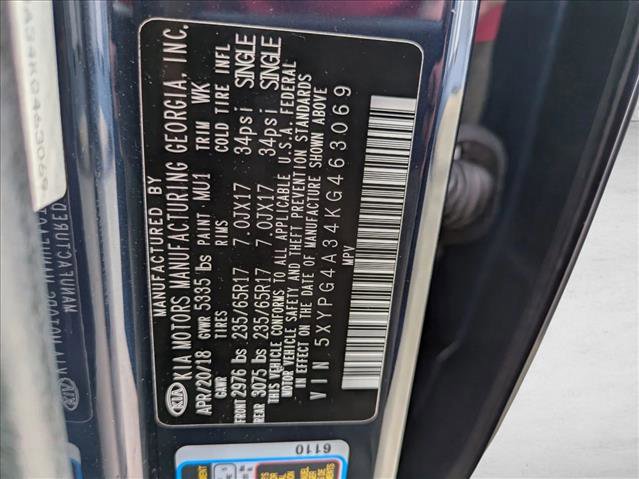 MANUFACTURED BY
KIA KIA MOTORS MANUFACTURING GEORGIA, INC.
APR/20/18 GVWR 5335 lbs PAINT MU1 TRIM WK
GAWR TIRES RIMS COLD TIRE INFL
FRONT 2976 lbs 235/65R17 7.0JX17 34psi SINGLE
REAR 3075 lbs 235/65R17 7.0JX17 34psi SINGLE
THIS VEHICLE CONFORMS TO ALL APPLICABLE U.S.A. FEDERAL
MOTOR VEHICLE SAFETY AND THEFT PREVENTION STANDARDS
IN EFFECT ON THE DATE OF MANUFACTURE SHOWN ABOVE
VIN 5XYPG4A34KG463069
MPV
6110